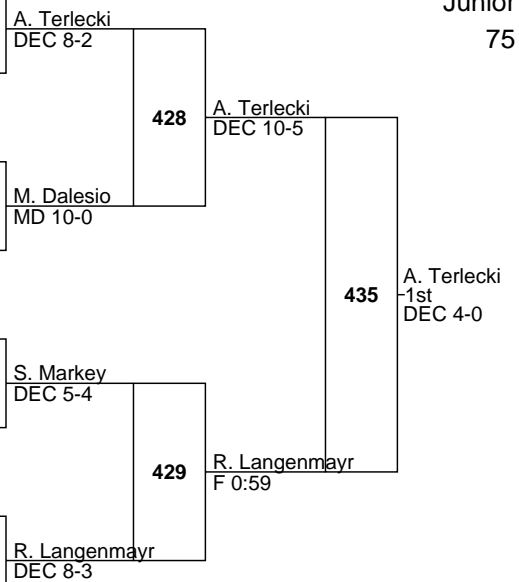 Junior
75
A. Terlecki
DEC 8-2
428
A. Terlecki
DEC 10-5
M. Dalesio
MD 10-0
435
A. Terlecki
1st
DEC 4-0
S. Markey
DEC 5-4
429
R. Langenmayr
F 0:59
R. Langenmayr
DEC 8-3